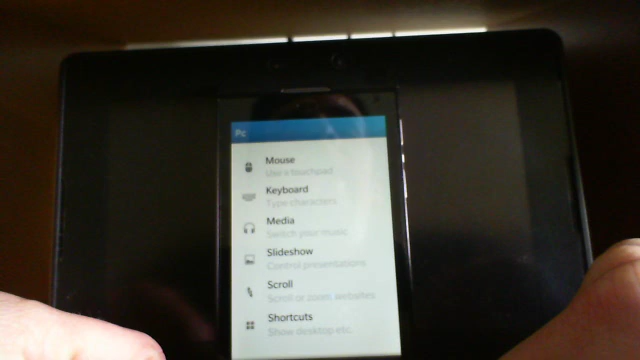 Pc
Mouse
Use a touchpad
Keyboard
Type characters
Media
Switch your music
Slideshow
Control presentations
Scroll
Scroll or zoom websites
Shortcuts
Show desktop etc.